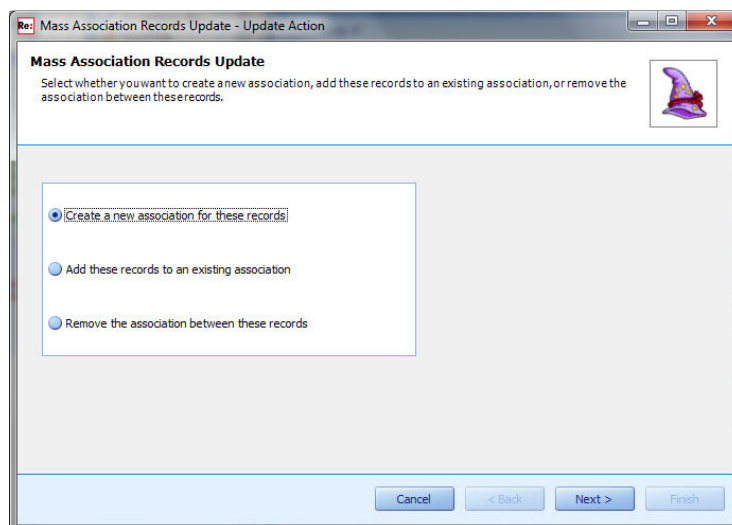 Re: Mass Association Records Update - Update Action
Mass Association Records Update
Select whether you want to create a new association, add these records to an existing association, or remove the
association between these records.
Create a new association for these records
Add these records to an existing association
Remove the association between these records
Cancel < Back Next > Finish